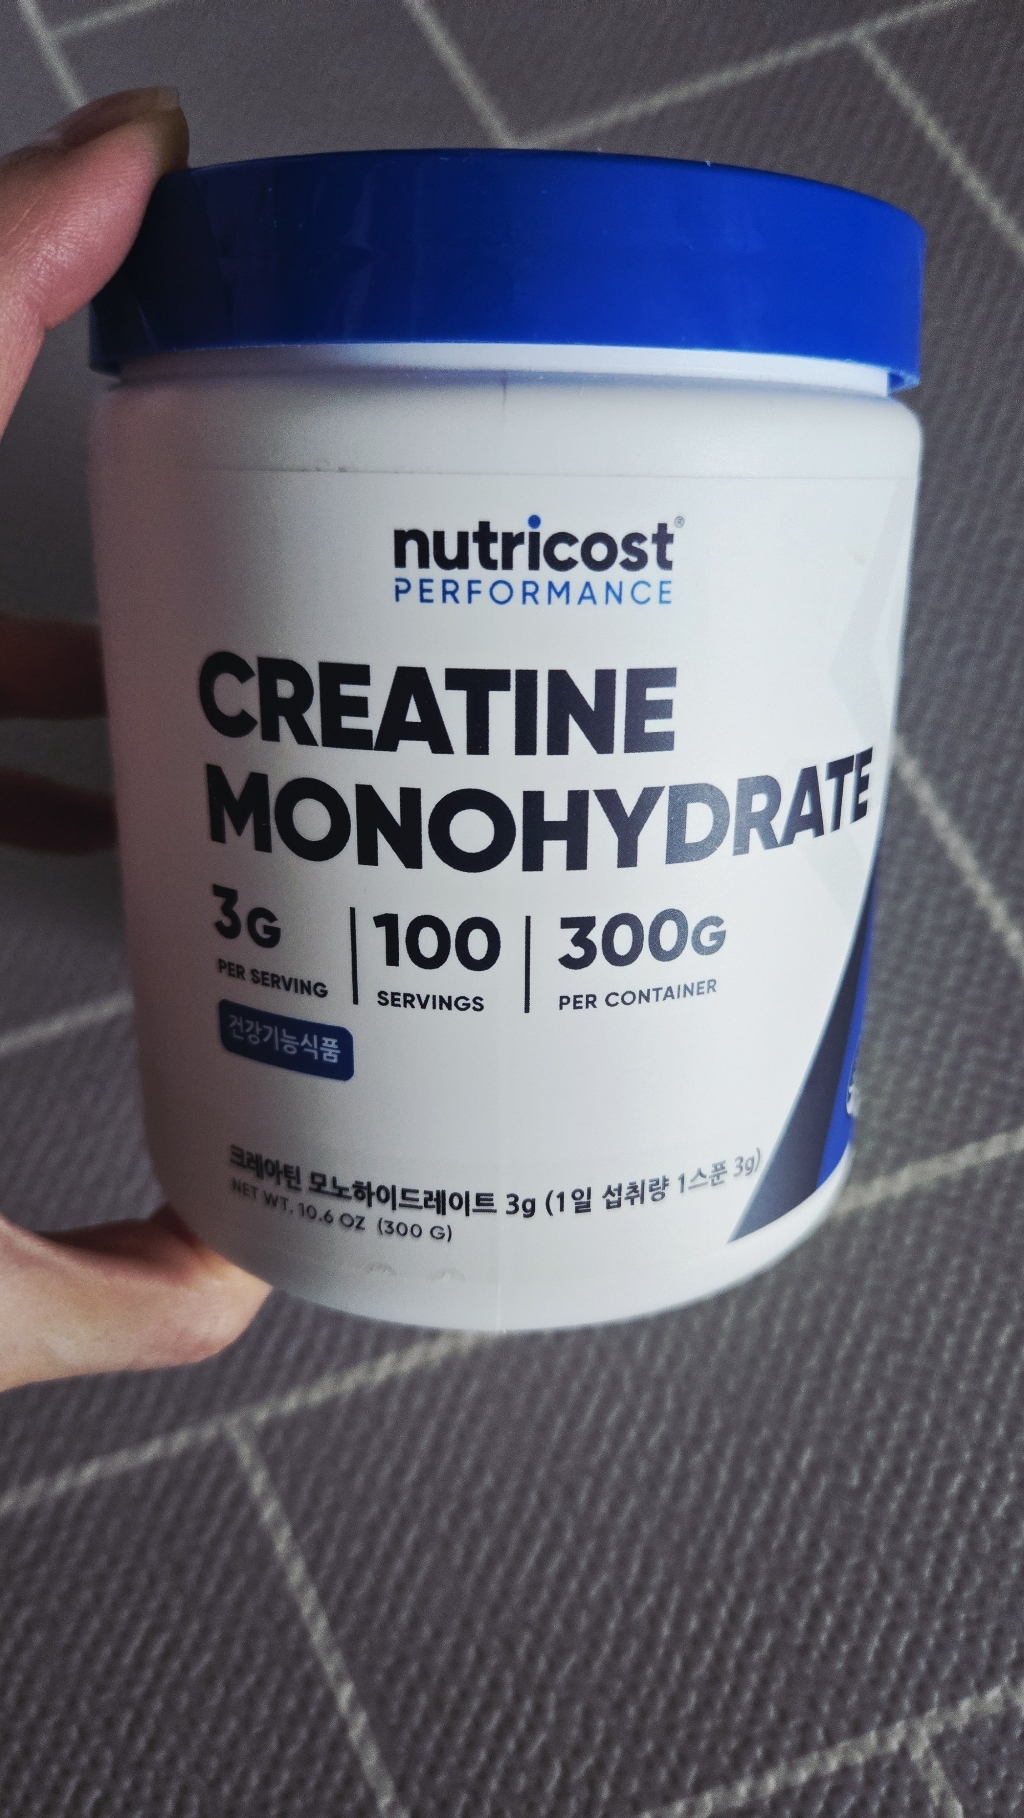 nutricost®
PERFORMANCE
CREATINE
MONOHYDRATE
3G
PER SERVING
100
SERVINGS
300G
PER CONTAINER
건강기능식품
크레아틴 모노하이드레이트 3g (1일 섭취량 1스푼 3g)
NET WT. 10.6 OZ (300 G)